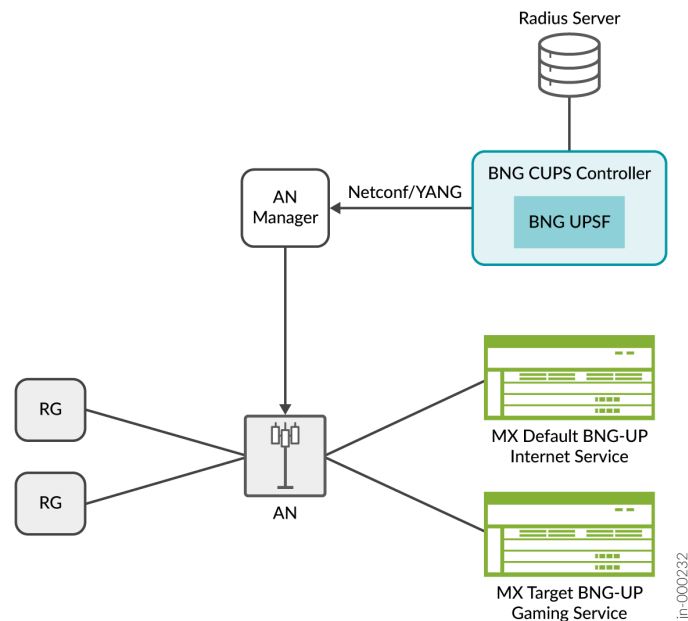 Radius Server
BNG CUPS Controller
BNG UPSF
Netconf/YANG
AN
Manager
RG
RG
AN
MX Default BNG-UP
Internet Service
MX Target BNG-UP
Gaming Service
in-000232